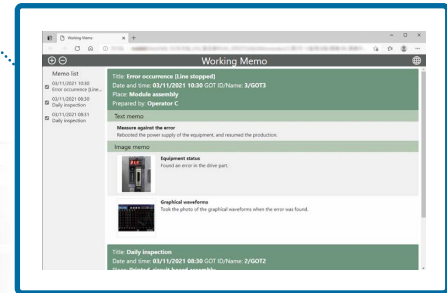 Working Memo
Working Memo
Memo list
03/11/2021 10:30
Error occurrence [Line...
03/11/2021 08:30
Daily inspection
03/11/2021 08:31
Daily inspection
Title: Error occurrence [Line stopped]
Date and time: 03/11/2021 10:30 GOT ID/Name: 3/GOT3
Place: Module assembly
Prepared by: Operator C
Text memo
Measure against the error
Rebooted the power supply of the equipment, and resumed the production.
Image memo
Equipment status
Found an error in the drive part.
Graphical waveforms
Took the photo of the graphical waveforms when the error was found.
Title: Daily inspection
Date and time: 03/11/2021 08:30 GOT ID/Name: 2/GOT2
Place: Printed circuit board assembly